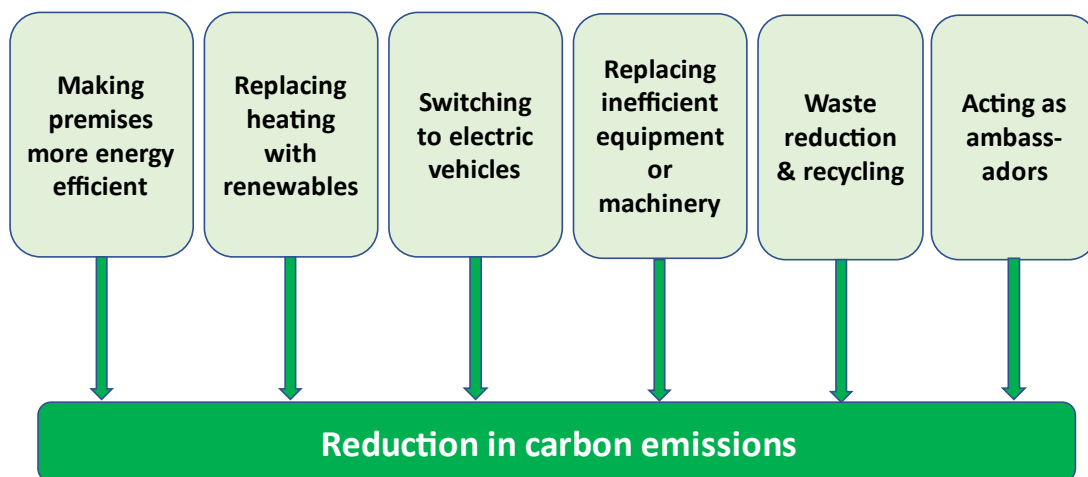 Making
premises
more energy
efficient
Replacing
heating
with
renewables
Switching
to electric
vehicles
Replacing
inefficient
equipment
or
machinery
Waste
reduction
& recycling
Acting as
ambass-
adors
Reduction in carbon emissions